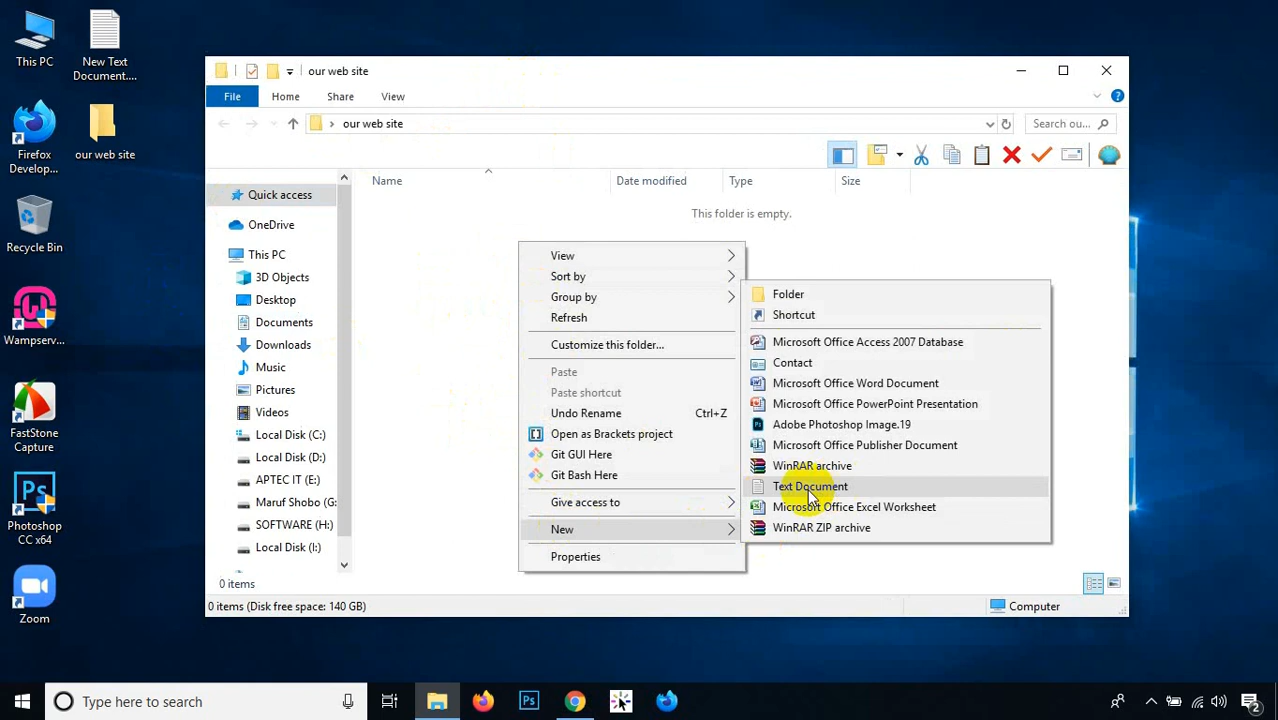 This PC
New Text
Document....
Firefox
Develop...
our web site
Recycle Bin
Wampserv...
FastStone
Capture
Ps
Photoshop
CC x64
Zoom
our web site
File
Home
Share
View
our web site
Search ou...
Name
Date modified
Type
Size
This folder is empty.
Quick access
OneDrive
This PC
3D Objects
Desktop
Documents
Downloads
Music
Pictures
Videos
Local Disk (C:)
Local Disk (D:)
APTEC IT (E:)
Maruf Shobo (G:
SOFTWARE (H:)
Local Disk (I:)
View
Sort by
Group by
Refresh
Customize this folder...
Paste
Paste shortcut
Undo Rename Ctrl+Z
Open as Brackets project
Git GUI Here
Git Bash Here
Give access to
New
Properties
Folder
Shortcut
Microsoft Office Access 2007 Database
Contact
Microsoft Office Word Document
Microsoft Office PowerPoint Presentation
Adobe Photoshop Image.19
Microsoft Office Publisher Document
WinRAR archive
Text Document
Microsoft Office Excel Worksheet
WinRAR ZIP archive
0 items
0 items (Disk free space: 140 GB)
Computer
Type here to search
Ps
2